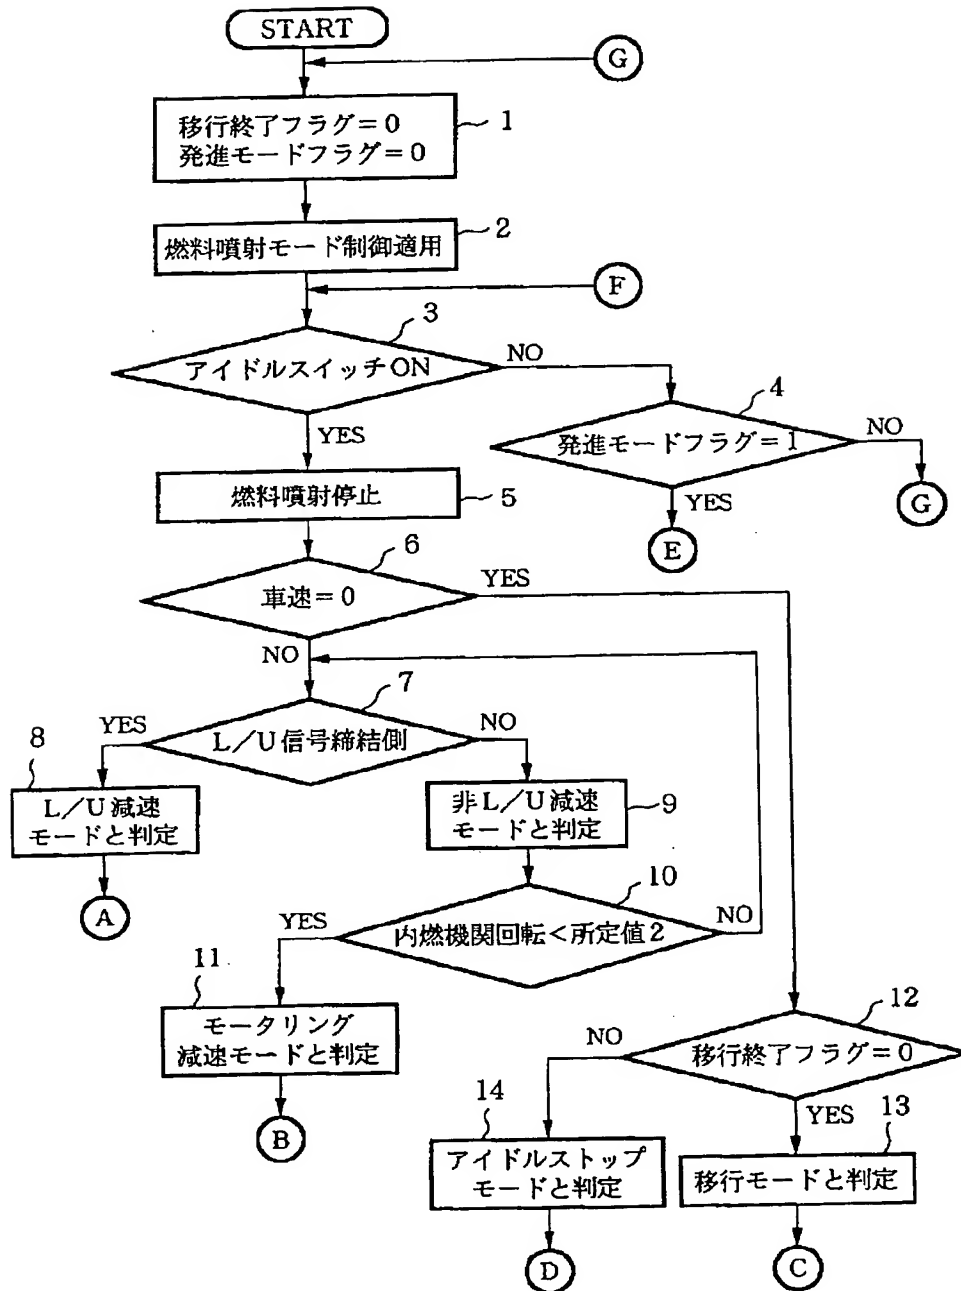 START
G
移行終了フラグ=0
発進モードフラグ=0
1
燃料噴射モード制御適用
2
F
3
アイドルスイッチON
NO
YES
4
発進モードフラグ=1
NO
YES
G
E
燃料噴射停止
5
6
車速=0
YES
NO
7
L/U信号締結側
YES
NO
8
L/U減速
モードと判定
A
非L/U減速
モードと判定
9
10
内燃機関回転<所定値2
YES
NO
11
モータリング
減速モードと判定
B
12
移行終了フラグ=0
NO
YES
14
アイドルストップ
モードと判定
D
13
移行モードと判定
C